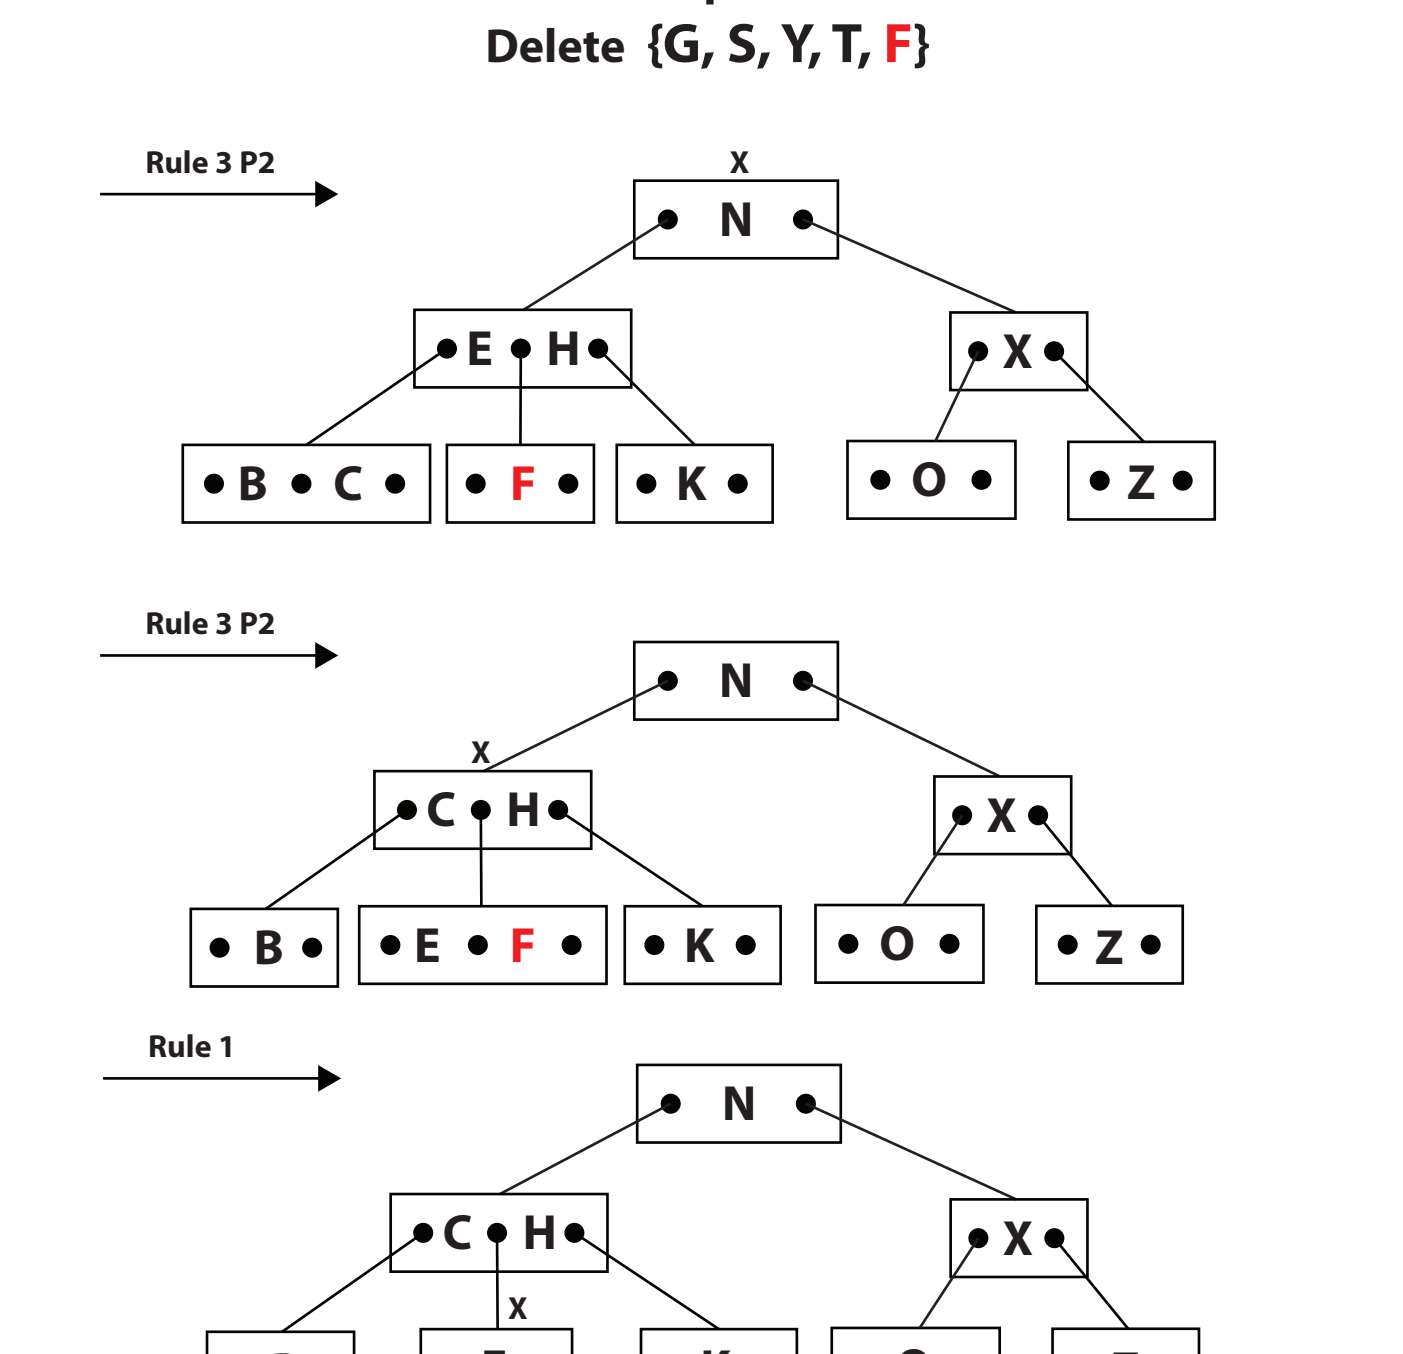 Delete {G, S, Y, T, F}
Rule 3 P2
X
N
E H
X
B C F K O Z
Rule 3 P2
N
X
C H
X
B E F K O Z
Rule 1
N
C H
X
X